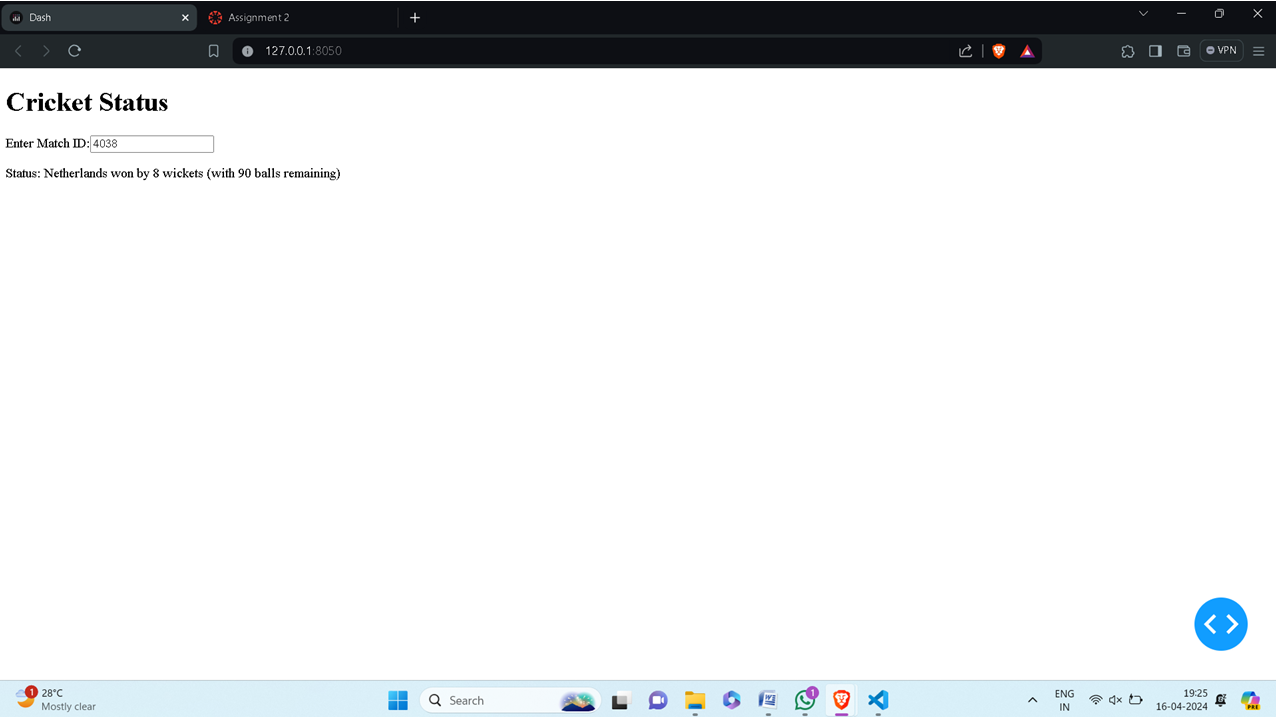 Dash
Assignment 2
127.0.0.1:8050
VPN
Cricket Status
Enter Match ID: 4038
Status: Netherlands won by 8 wickets (with 90 balls remaining)
1
28°C
Mostly clear
Search
W
1
PRE
ENG
IN
19:25
16-04-2024